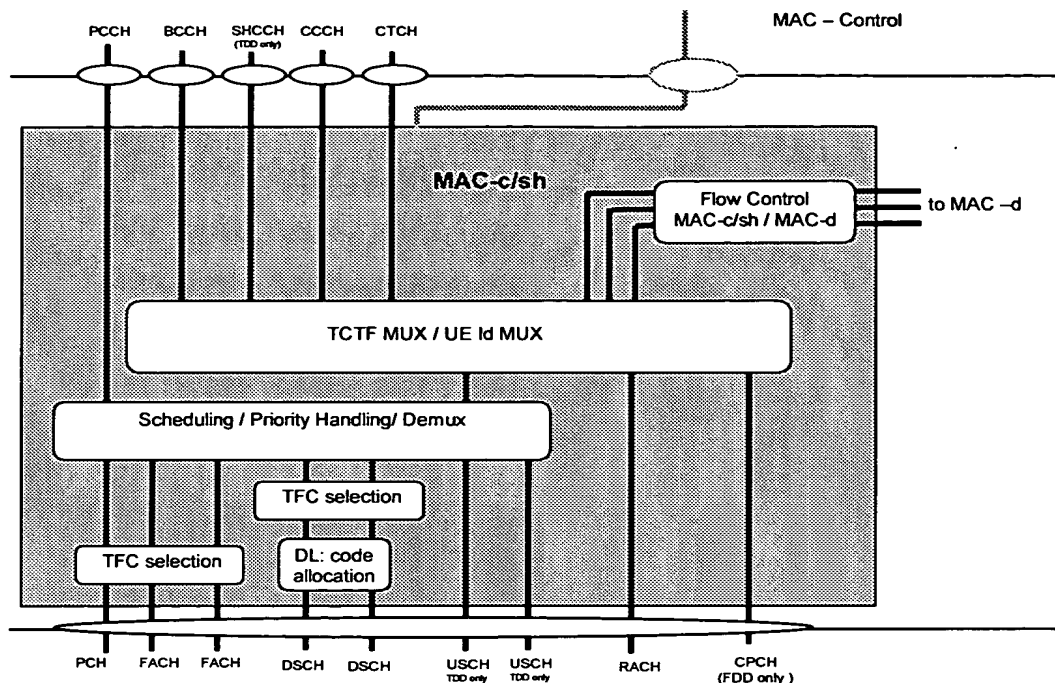 MAC – Control
PCCH BCCH SHCCH CCCH CTCH
(TDD only)
MAC-c/sh
Flow Control
MAC-c/sh / MAC-d
to MAC –d
TCTF MUX / UE Id MUX
Scheduling / Priority Handling/ Demux
TFC selection
TFC selection
DL: code
allocation
PCH FACH FACH DSCH DSCH USCH USCH RACH CPCH
TDD only TDD only (FDD only )